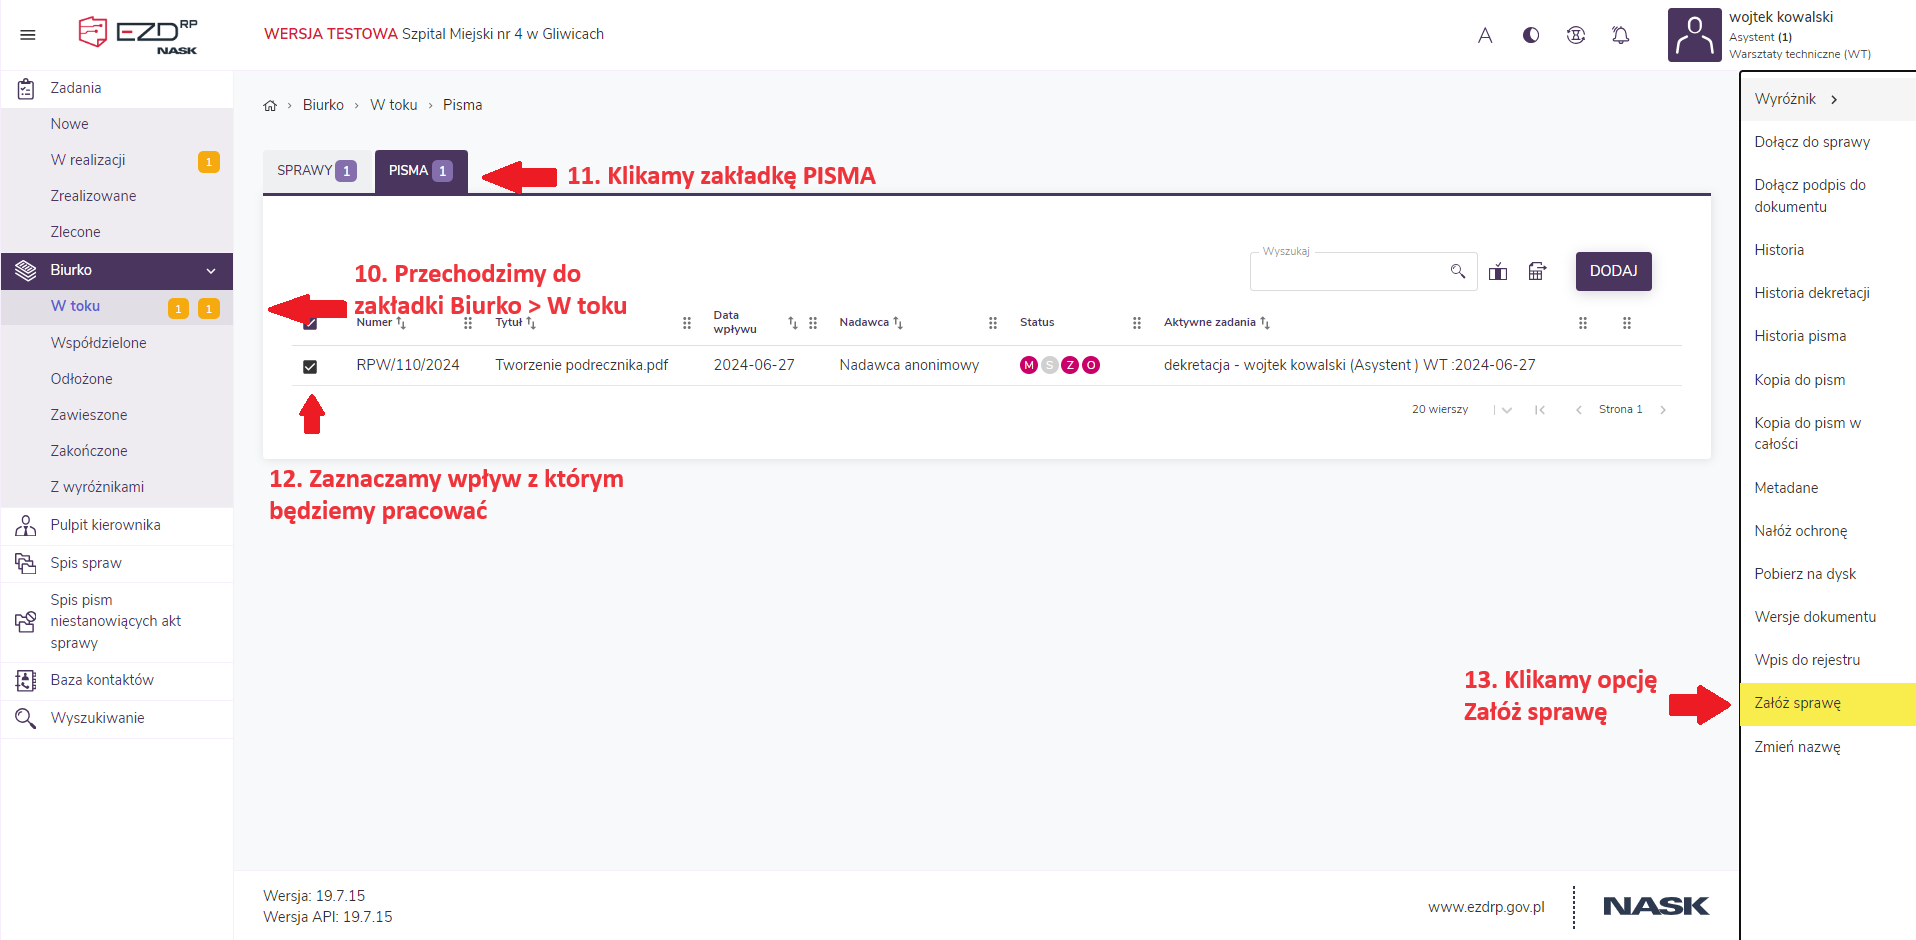 EZD RP
NASK
WERSJA TESTOWA Szpital Miejski nr 4 w Gliwicach
A
wojtek kowalski
Asystent (1)
Warsztaty techniczne (WT)
Zadania
Nowe
W realizacji 1
Zrealizowane
Zlecone
Biurko
W toku 1 1
Współdzielone
Odłożone
Zawieszone
Zakończone
Z wyróżnikami
Pulpit kierownika
Spis spraw
Spis pism
niestanowiących akt
sprawy
Baza kontaktów
Wyszukiwanie
Biurko › W toku › Pisma
SPRAWY 1 PISMA 1
11. Klikamy zakładkę PISMA
10. Przechodzimy do
zakładki Biurko > W toku
Wyszukaj
DODAJ
Numer Tytuł Data wpływu Nadawca Status Aktywne zadania
RPW/110/2024 Tworzenie podrecznika.pdf 2024-06-27 Nadawca anonimowy M S Z O dekretacja - wojtek kowalski (Asystent ) WT :2024-06-27
20 wierszy Strona 1
12. Zaznaczamy wpływ z którym
będziemy pracować
13. Klikamy opcję
Załóż sprawę
Wyróżnik
Dołącz do sprawy
Dołącz podpis do
dokumentu
Historia
Historia dekretacji
Historia pisma
Kopia do pism
Kopia do pism w
całości
Metadane
Nałóż ochronę
Pobierz na dysk
Wersje dokumentu
Wpis do rejestru
Załóż sprawę
Zmień nazwę
Wersja: 19.7.15
Wersja API: 19.7.15
www.ezdrp.gov.pl
NASK